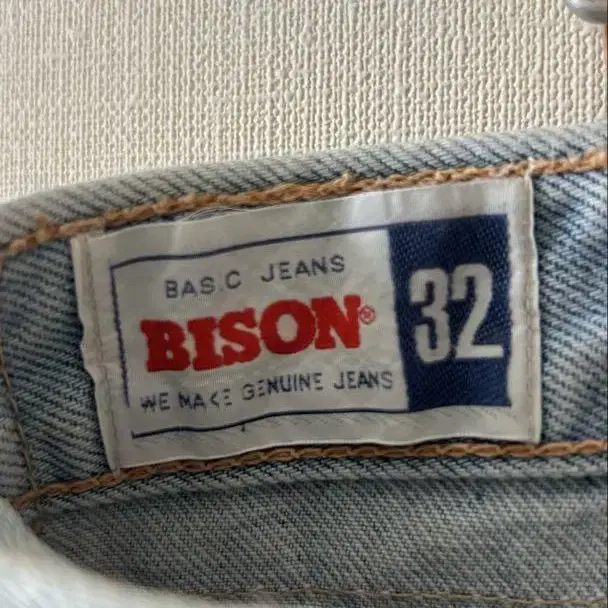 BASIC JEANS
BISON®
WE MAKE GENUINE JEANS
32